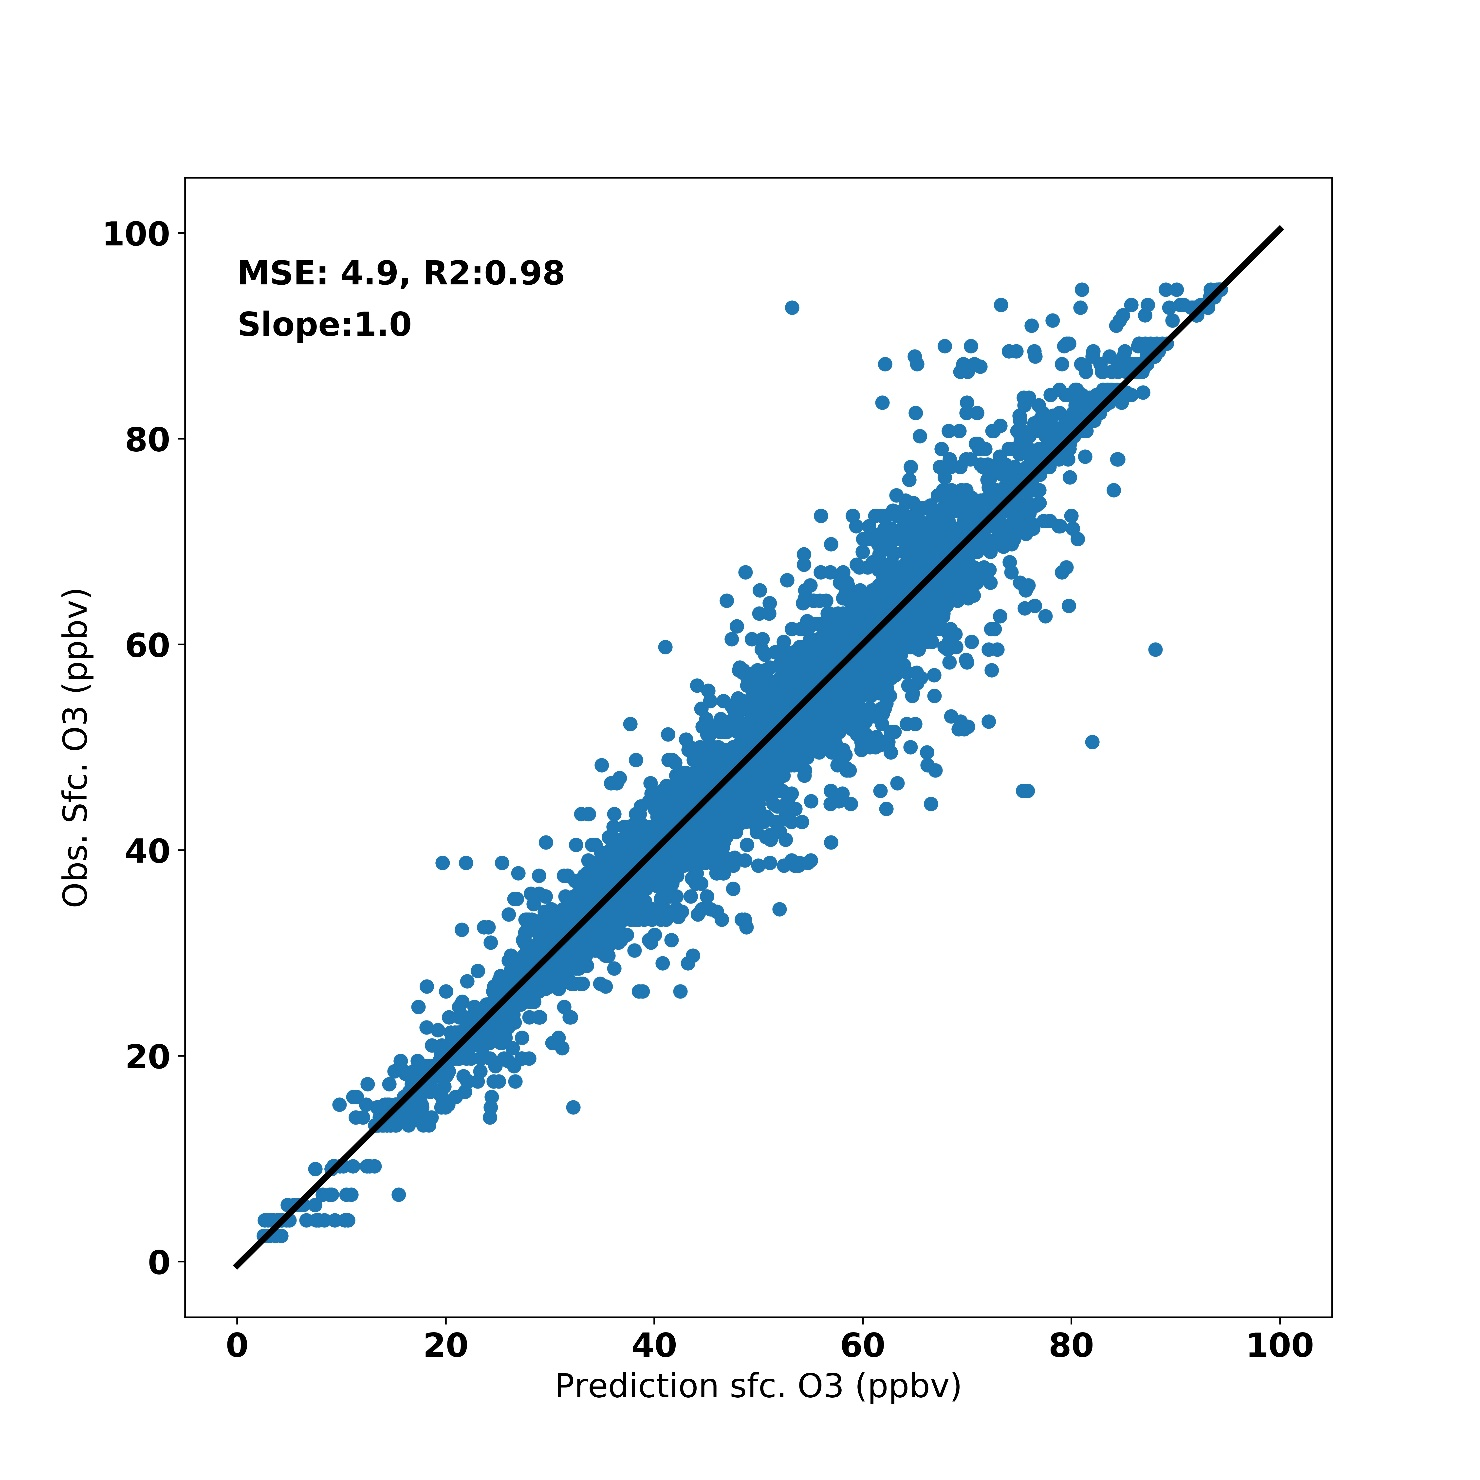 MSE: 4.9, R2:0.98
Slope:1.0
100
80
60
40
20
0
Obs. Sfc. O3 (ppbv)
0 20 40 60 80 100
Prediction sfc. O3 (ppbv)